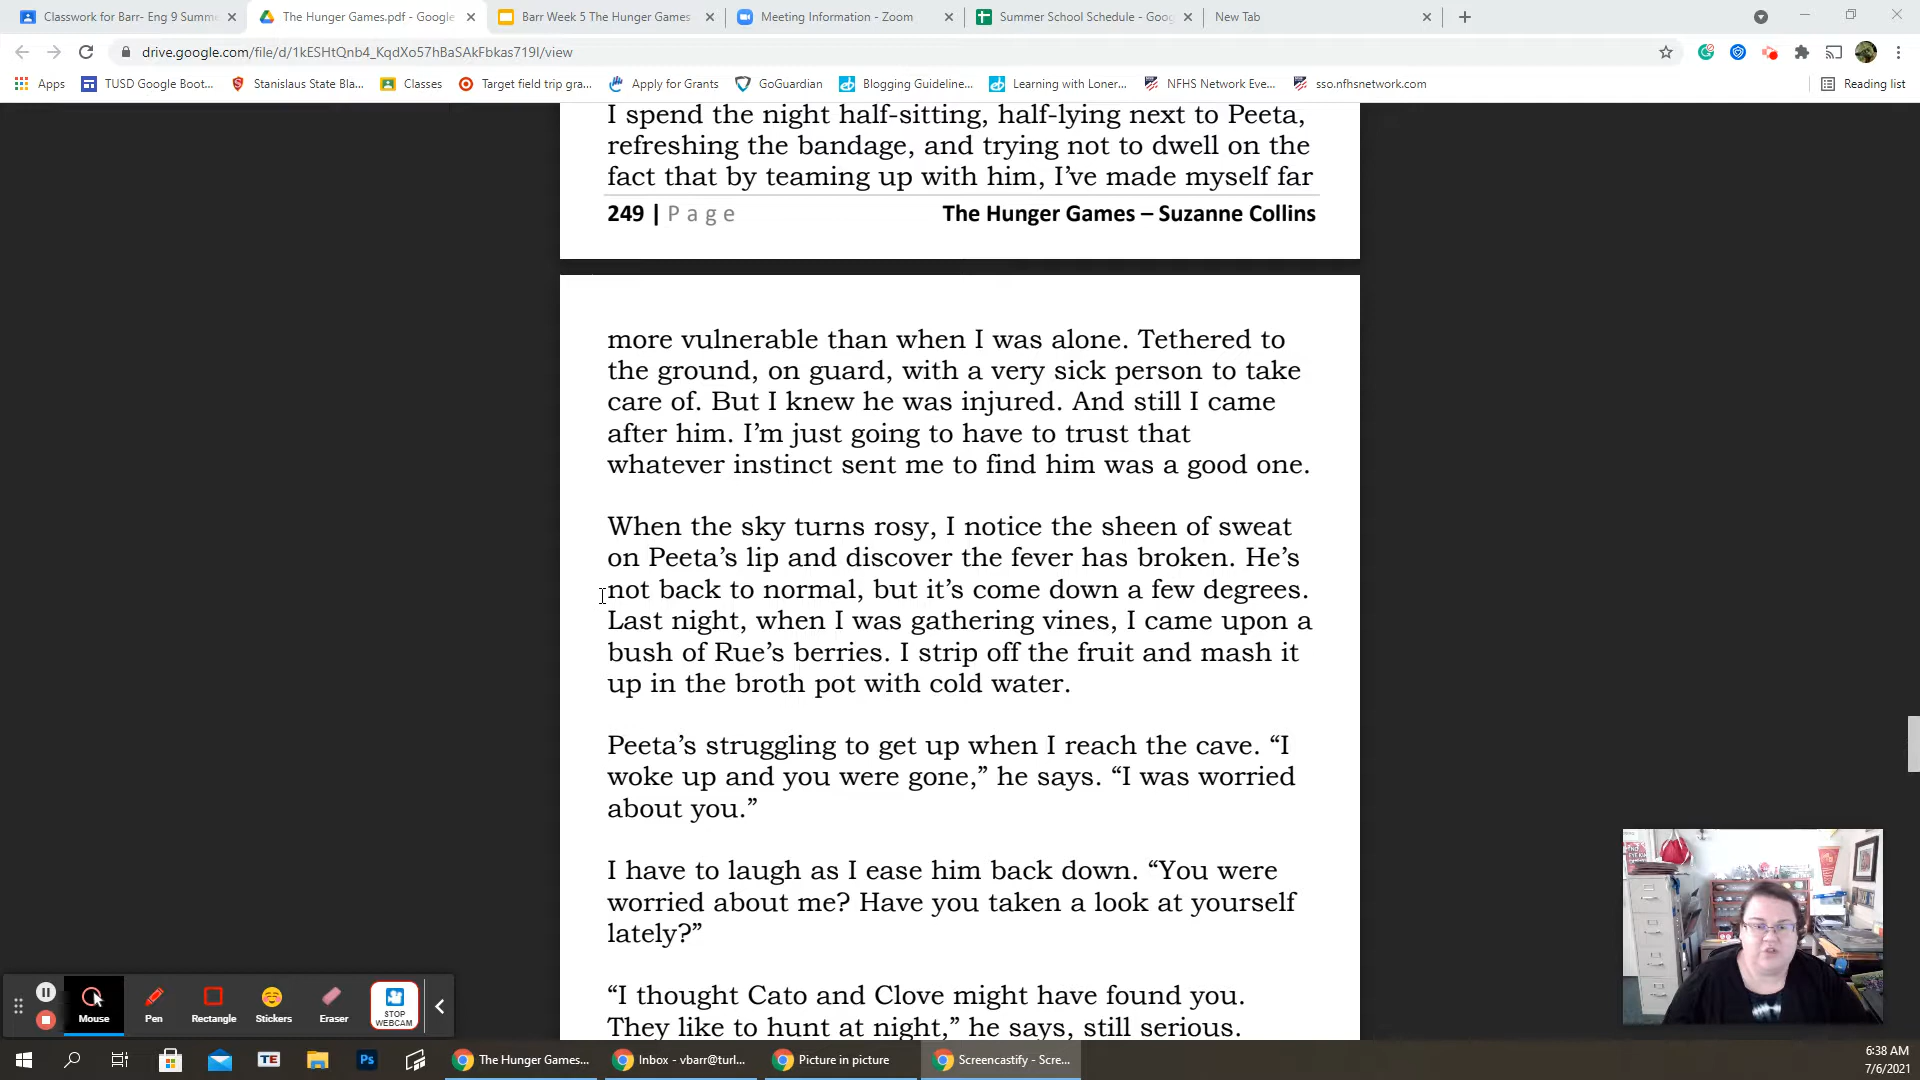 Classwork for Barr- Eng 9 Summe
The Hunger Games.pdf - Google
Barr Week 5 The Hunger Games
Meeting Information - Zoom
Summer School Schedule - Goog
New Tab
drive.google.com/file/d/1kESHtQnb4_KqdXo57hBaSAkFbkas719I/view
Apps
TUSD Google Boot...
Stanislaus State Bla...
Classes
Target field trip gra...
Apply for Grants
GoGuardian
Blogging Guideline...
Learning with Loner...
NFHS Network Eve...
sso.nfhsnetwork.com
Reading list
I spend the night half-sitting, half-lying next to Peeta,
refreshing the bandage, and trying not to dwell on the
fact that by teaming up with him, I’ve made myself far
249 | Page
The Hunger Games – Suzanne Collins
more vulnerable than when I was alone. Tethered to
the ground, on guard, with a very sick person to take
care of. But I knew he was injured. And still I came
after him. I’m just going to have to trust that
whatever instinct sent me to find him was a good one.
When the sky turns rosy, I notice the sheen of sweat
on Peeta’s lip and discover the fever has broken. He’s
not back to normal, but it’s come down a few degrees.
Last night, when I was gathering vines, I came upon a
bush of Rue’s berries. I strip off the fruit and mash it
up in the broth pot with cold water.
Peeta’s struggling to get up when I reach the cave. “I
woke up and you were gone,” he says. “I was worried
about you.”
I have to laugh as I ease him back down. “You were
worried about me? Have you taken a look at yourself
lately?”
“I thought Cato and Clove might have found you.
They like to hunt at night,” he says, still serious.
Mouse
Pen
Rectangle
Stickers
Eraser
STOP
WEBCAM
TE
Ps
The Hunger Games...
Inbox - vbarr@turl...
Picture in picture
Screencastify - Scre...
6:38 AM
7/6/2021